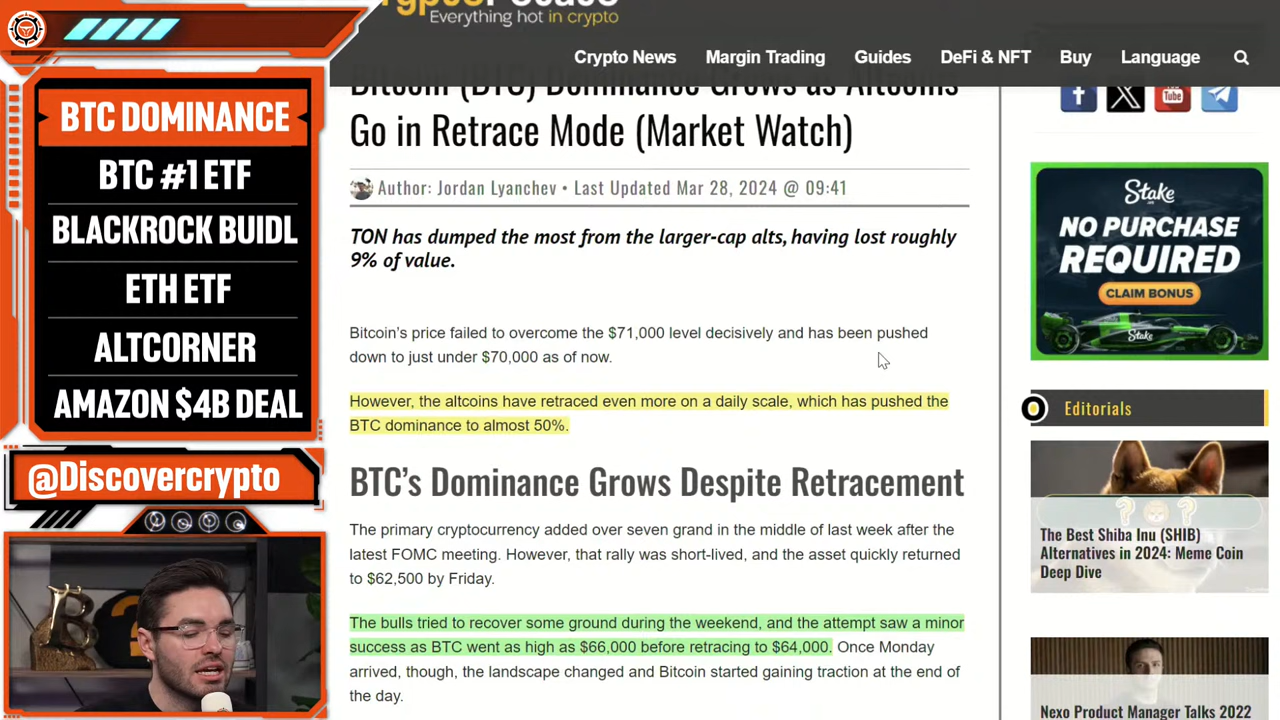 BTC DOMINANCE
BTC #1 ETF
BLACKROCK BUIDL
ETH ETF
ALTCORNER
AMAZON $4B DEAL
@Discovercrypto
Everything hot in crypto
Crypto News
Margin Trading
Guides
DeFi & NFT
Buy
Language
Bitcoin (BTC) Dominance Grows as Altcoins
Go in Retrace Mode (Market Watch)
Author: Jordan Lyanchev • Last Updated Mar 28, 2024 @ 09:41
TON has dumped the most from the larger-cap alts, having lost roughly
9% of value.
Bitcoin's price failed to overcome the $71,000 level decisively and has been pushed
down to just under $70,000 as of now.
However, the altcoins have retraced even more on a daily scale, which has pushed the
BTC dominance to almost 50%.
BTC's Dominance Grows Despite Retracement
The primary cryptocurrency added over seven grand in the middle of last week after the
latest FOMC meeting. However, that rally was short-lived, and the asset quickly returned
to $62,500 by Friday.
The bulls tried to recover some ground during the weekend, and the attempt saw a minor
success as BTC went as high as $66,000 before retracing to $64,000. Once Monday
arrived, though, the landscape changed and Bitcoin started gaining traction at the end of
the day.
You
Tube
Stake
NO PURCHASE
REQUIRED
CLAIM BONUS
Stake
Editorials
The Best Shiba Inu (SHIB)
Alternatives in 2024: Meme Coin
Deep Dive
Nexo Product Manager Talks 2022